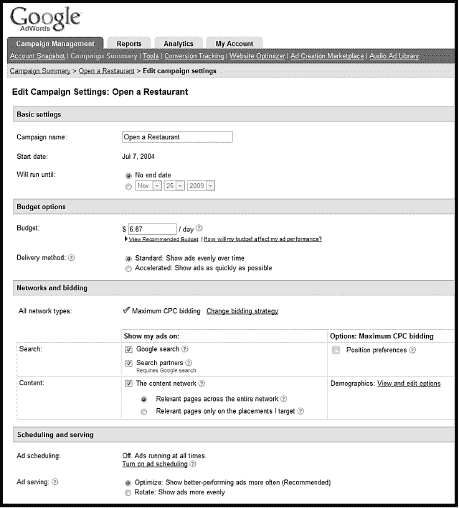 Google
AdWords
Campaign Management Reports Analytics My Account
Account Snapshot | Campaign Summary | Tools | Conversion Tracking | Website Optimizer | Ad Creation Marketplace | Audio Ad Library
Campaign Summary > Open a Restaurant > Edit campaign settings
Edit Campaign Settings: Open a Restaurant
Basic settings
Campaign name: Open a Restaurant
Start date: Jul 7, 2004
Will run until: No end date
Nov 26 2009
Budget options
Budget: $ 6.87 / day ?
View Recommended Budget | How will my budget affect my ad performance?
Delivery method: ? Standard: Show ads evenly over time
Accelerated: Show ads as quickly as possible
Networks and bidding
All network types: Maximum CPC bidding Change bidding strategy
Show my ads on: Options: Maximum CPC bidding
Search: Google search ? Position preferences ?
Search partners ?
Requires Google search
Content: The content network ? Demographics: View and edit options
Relevant pages across the entire network ?
Relevant pages only on the placements I target ?
Scheduling and serving
Ad scheduling: Off. Ads running at all times.
Turn on ad scheduling ?
Ad serving: ? Optimize: Show better-performing ads more often (Recommended)
Rotate: Show ads more evenly